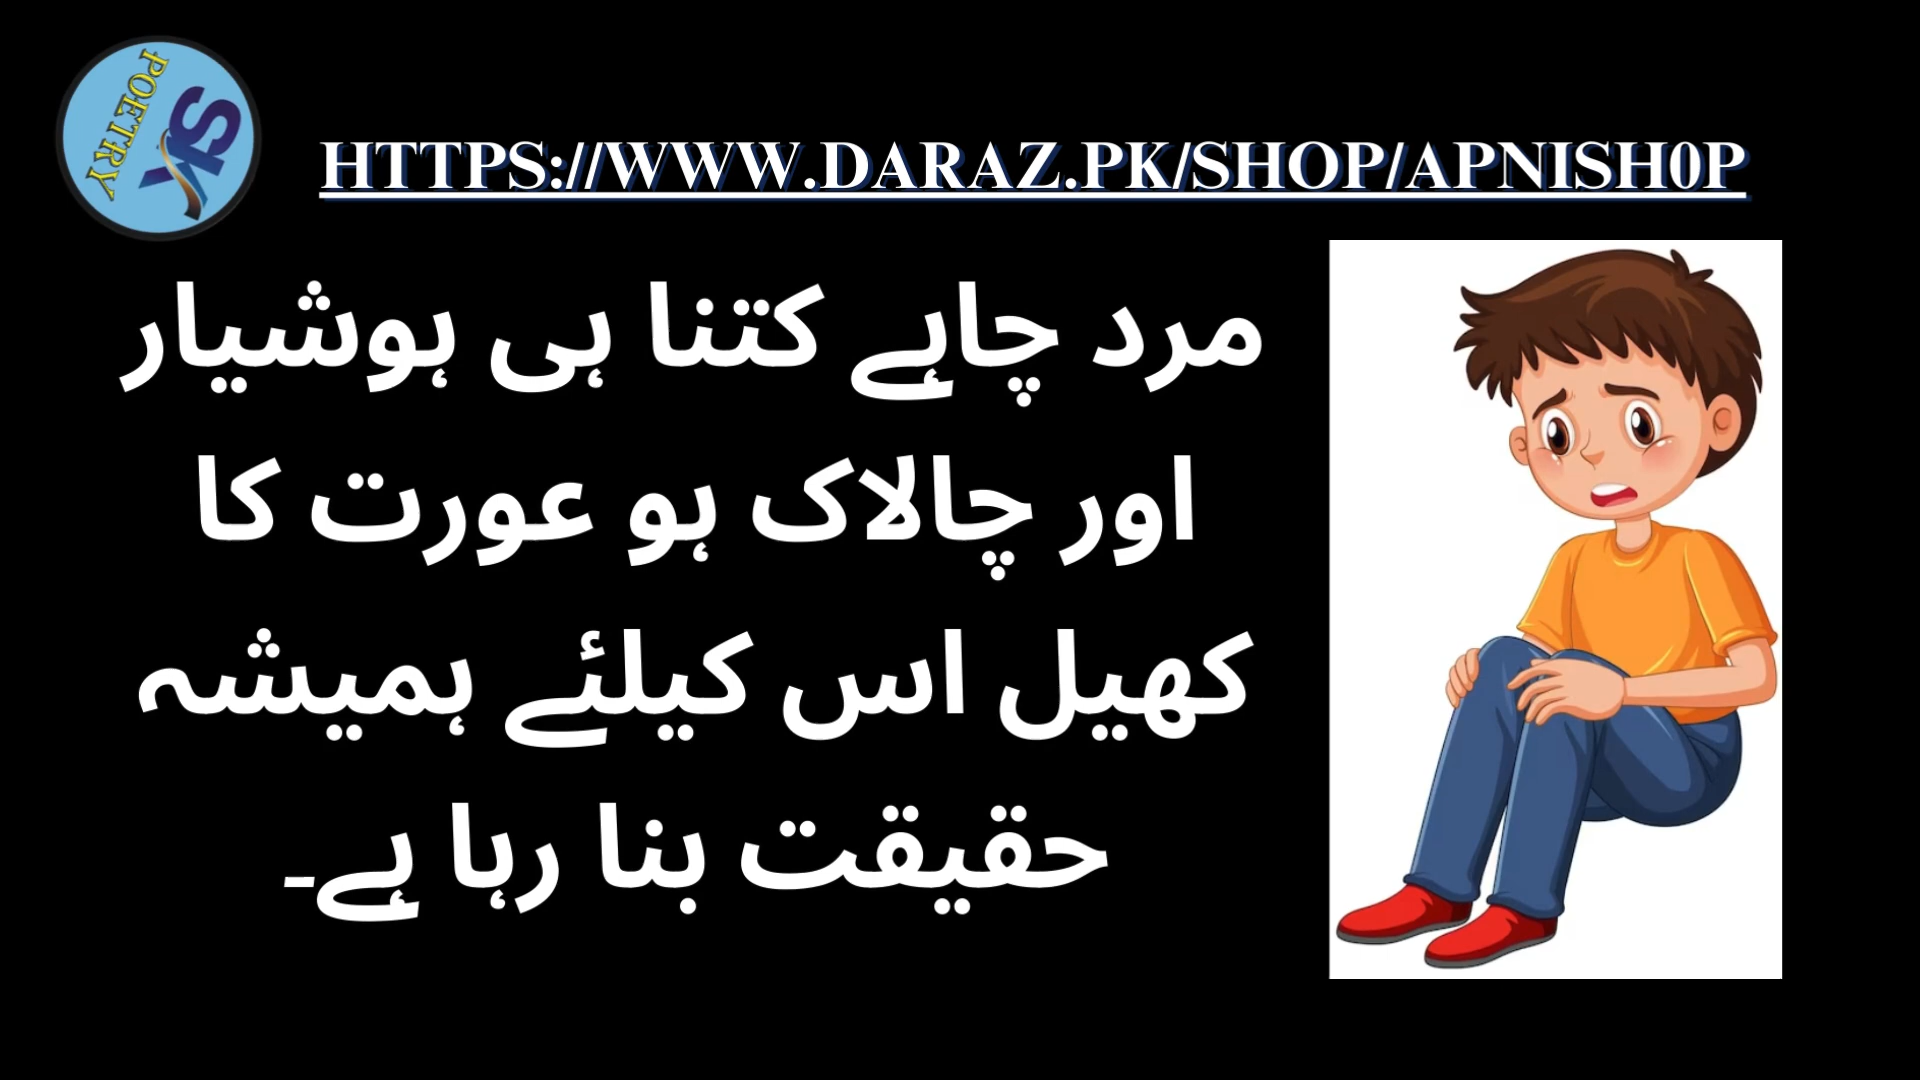 SK
POETRY
HTTPS://WWW.DARAZ.PK/SHOP/APNISH0P
مرد چاہے کتنا ہی ہوشیار
اور چالاک ہو عورت کا
کھیل اس کیلئے ہمیشہ
حقیقت بنا رہا ہے۔